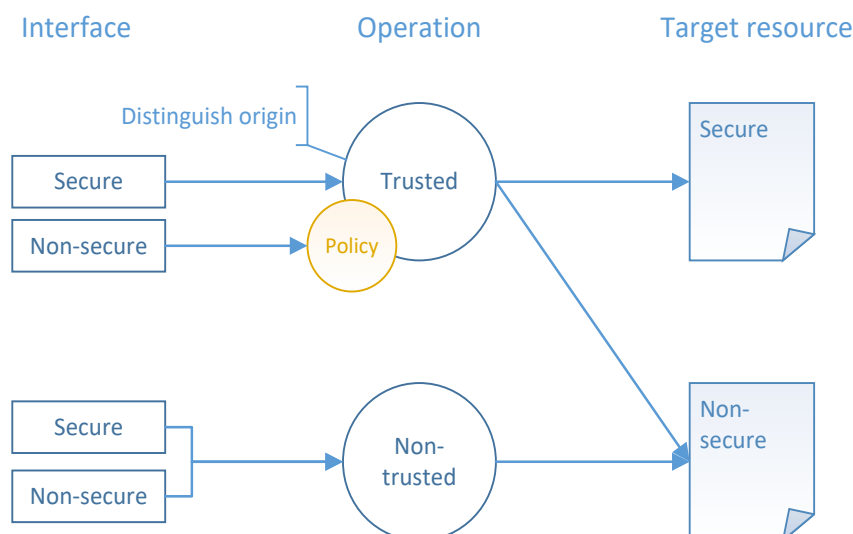 Interface
Operation
Target resource
Distinguish origin
Secure
Trusted
Secure
Non-secure
Policy
Secure
Non-secure
Non-
trusted
Non-
secure